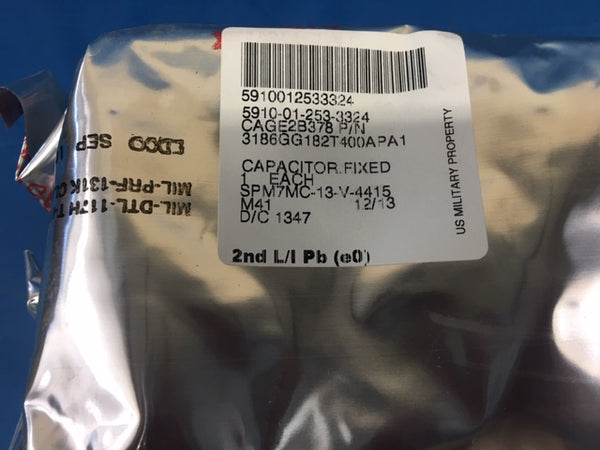 5910012533324
5910-01-253-3324
CAGE2B378 P/N
3186GG182T400APA1
CAPACITOR,FIXED
1 EACH
SPM7MC-13-V-4415
M41 12/13
D/C 1347
2nd L/I Pb (e0)
US MILITARY PROPERTY
MIL-DTL-117H
MIL-PRF-131K
SEP